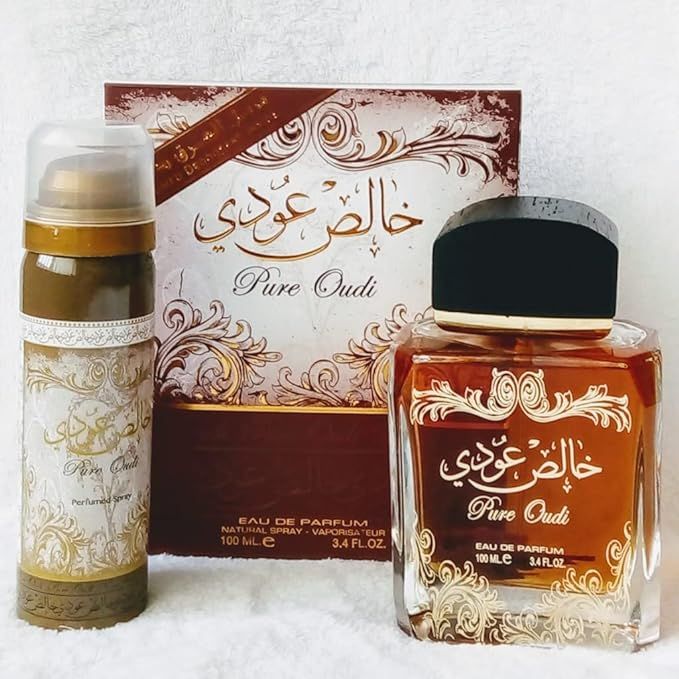 خالص عودي
Pure Oudi
EAU DE PARFUM
NATURAL SPRAY - VAPORISATEUR
100 ML.e 3.4 FL.OZ.
خالص عودي
Pure Oudi
Perfumed Spray
خالص عودي
Pure Oudi
EAU DE PARFUM
100 ML e 3.4 FL.OZ.